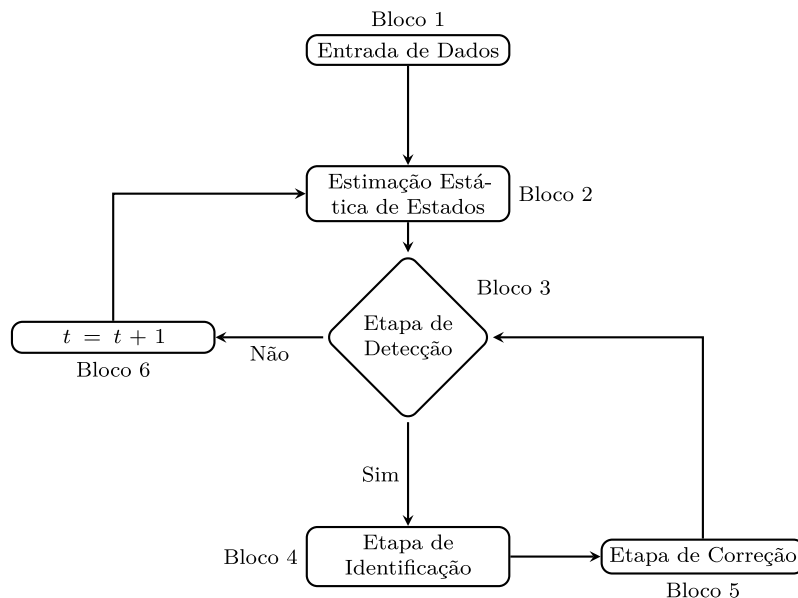 Bloco 1
Entrada de Dados
Estimação Está-
tica de Estados
Bloco 2
Bloco 3
Etapa de
Detecção
t = t + 1
Não
Bloco 6
Sim
Bloco 4
Etapa de
Identificação
Etapa de Correção
Bloco 5